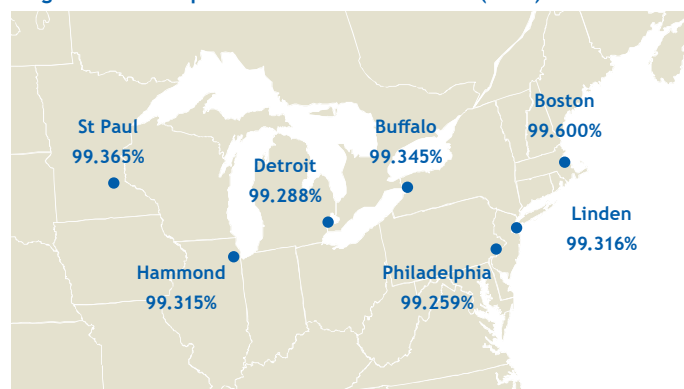 St Paul
99.365%
Detroit
99.288%
Buffalo
99.345%
Boston
99.600%
Linden
99.316%
Hammond
99.315%
Philadelphia
99.259%